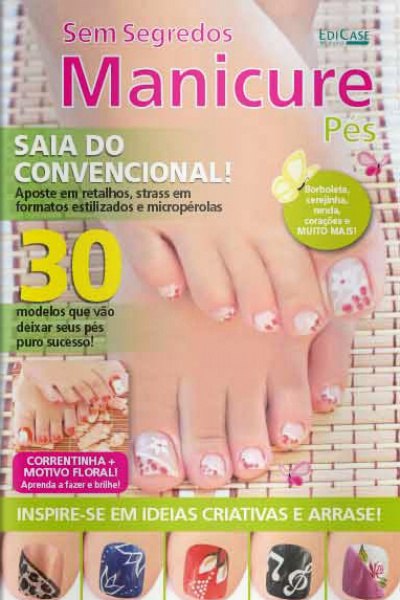 Sem Segredos
EDICASE
Manicure
Pés
SAIA DO
CONVENCIONAL!
Aposte em retalhos, strass em
formatos estilizados e micropérolas
Borboleta,
cerejinha,
renda,
corações e
MUITO MAIS!
30
modelos que vão
deixar seus pés
puro sucesso!
CORRENTINHA +
MOTIVO FLORAL!
Aprenda a fazer e brilhe!
INSPIRE-SE EM IDEIAS CRIATIVAS E ARRASE!